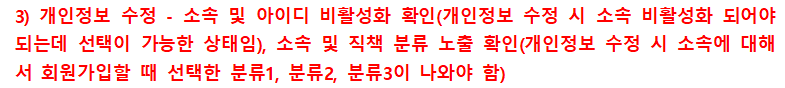 3) 개인정보 수정 - 소속 및 아이디 비활성화 확인(개인정보 수정 시 소속 비활성화 되어야
되는데 선택이 가능한 상태임), 소속 및 직책 분류 노출 확인(개인정보 수정 시 소속에 대해
서 회원가입할 때 선택한 분류1, 분류2, 분류3이 나와야 함)